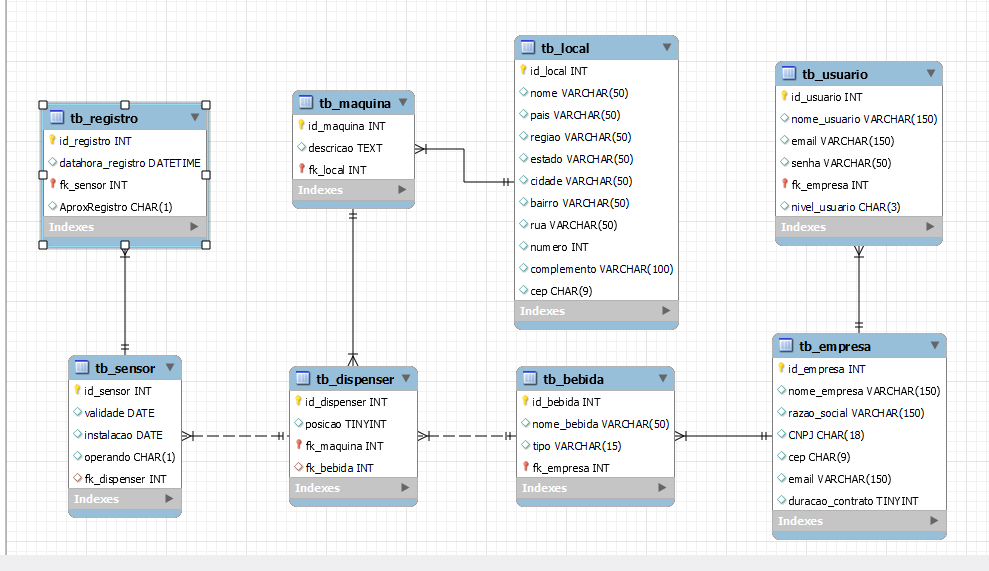 tb_registro
id_registro INT
datahora_registro DATETIME
fk_sensor INT
AproxRegistro CHAR(1)
Indexes
tb_maquina
id_maquina INT
descricao TEXT
fk_local INT
Indexes
tb_local
id_local INT
nome VARCHAR(50)
pais VARCHAR(50)
regiao VARCHAR(50)
estado VARCHAR(50)
cidade VARCHAR(50)
bairro VARCHAR(50)
rua VARCHAR(50)
numero INT
complemento VARCHAR(100)
cep CHAR(9)
Indexes
tb_usuario
id_usuario INT
nome_usuario VARCHAR(150)
email VARCHAR(150)
senha VARCHAR(50)
fk_empresa INT
nivel_usuario CHAR(3)
Indexes
tb_sensor
id_sensor INT
validade DATE
instalacao DATE
operando CHAR(1)
fk_dispenser INT
Indexes
tb_dispenser
id_dispenser INT
posicao TINYINT
fk_maquina INT
fk_bebida INT
Indexes
tb_bebida
id_bebida INT
nome_bebida VARCHAR(50)
tipo VARCHAR(15)
fk_empresa INT
Indexes
tb_empresa
id_empresa INT
nome_empresa VARCHAR(150)
razao_social VARCHAR(150)
CNPJ CHAR(18)
cep CHAR(9)
email VARCHAR(150)
duracao_contrato TINYINT
Indexes